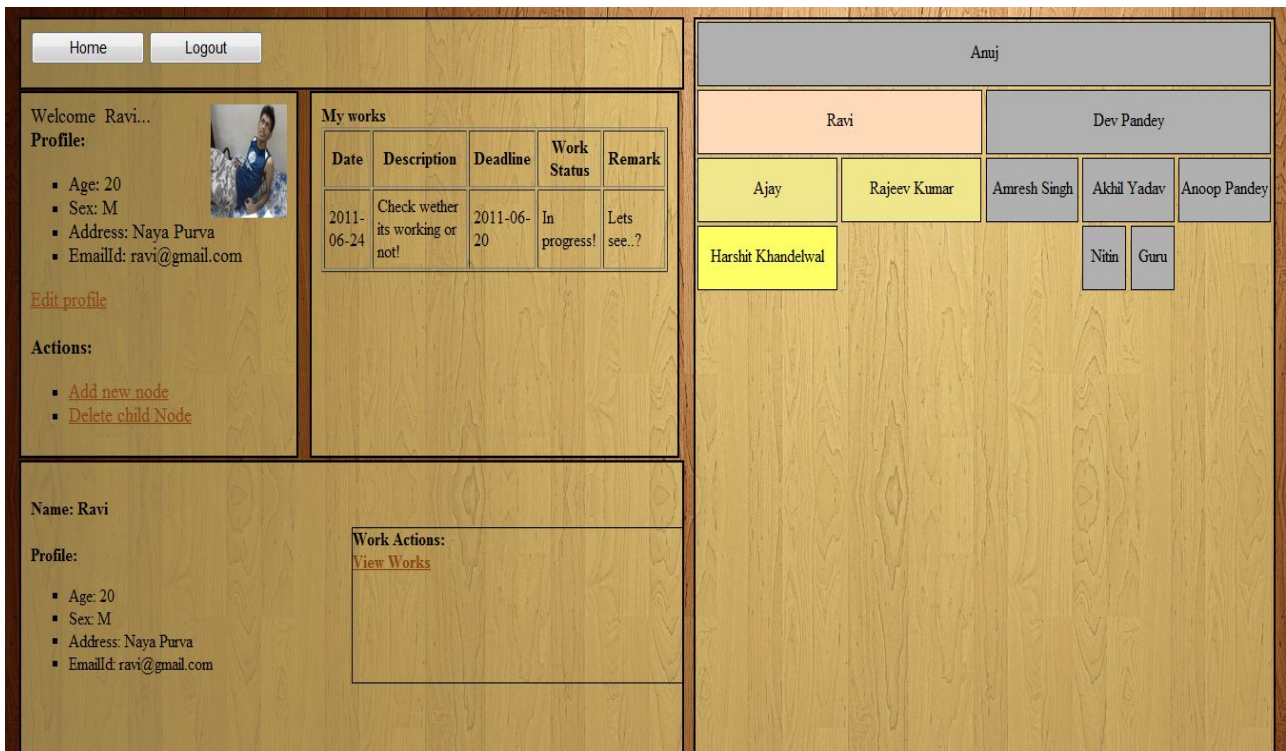 Home Logout
Welcome Ravi...
Profile:
Age: 20
Sex: M
Address: Naya Purva
EmailId: ravi@gmail.com
Edit profile
Actions:
Add new node
Delete child Node
My works
Date Description Deadline Work Status Remark
2011-06-24 Check wether its working or not! 2011-06-20 In progress! Lets see..?
Name: Ravi
Profile:
Age: 20
Sex: M
Address: Naya Purva
EmailId: ravi@gmail.com
Work Actions:
View Works
Anuj
Ravi Dev Pandey
Ajay Rajeev Kumar Amresh Singh Akhil Yadav Anoop Pandey
Harshit Khandelwal Nitin Guru